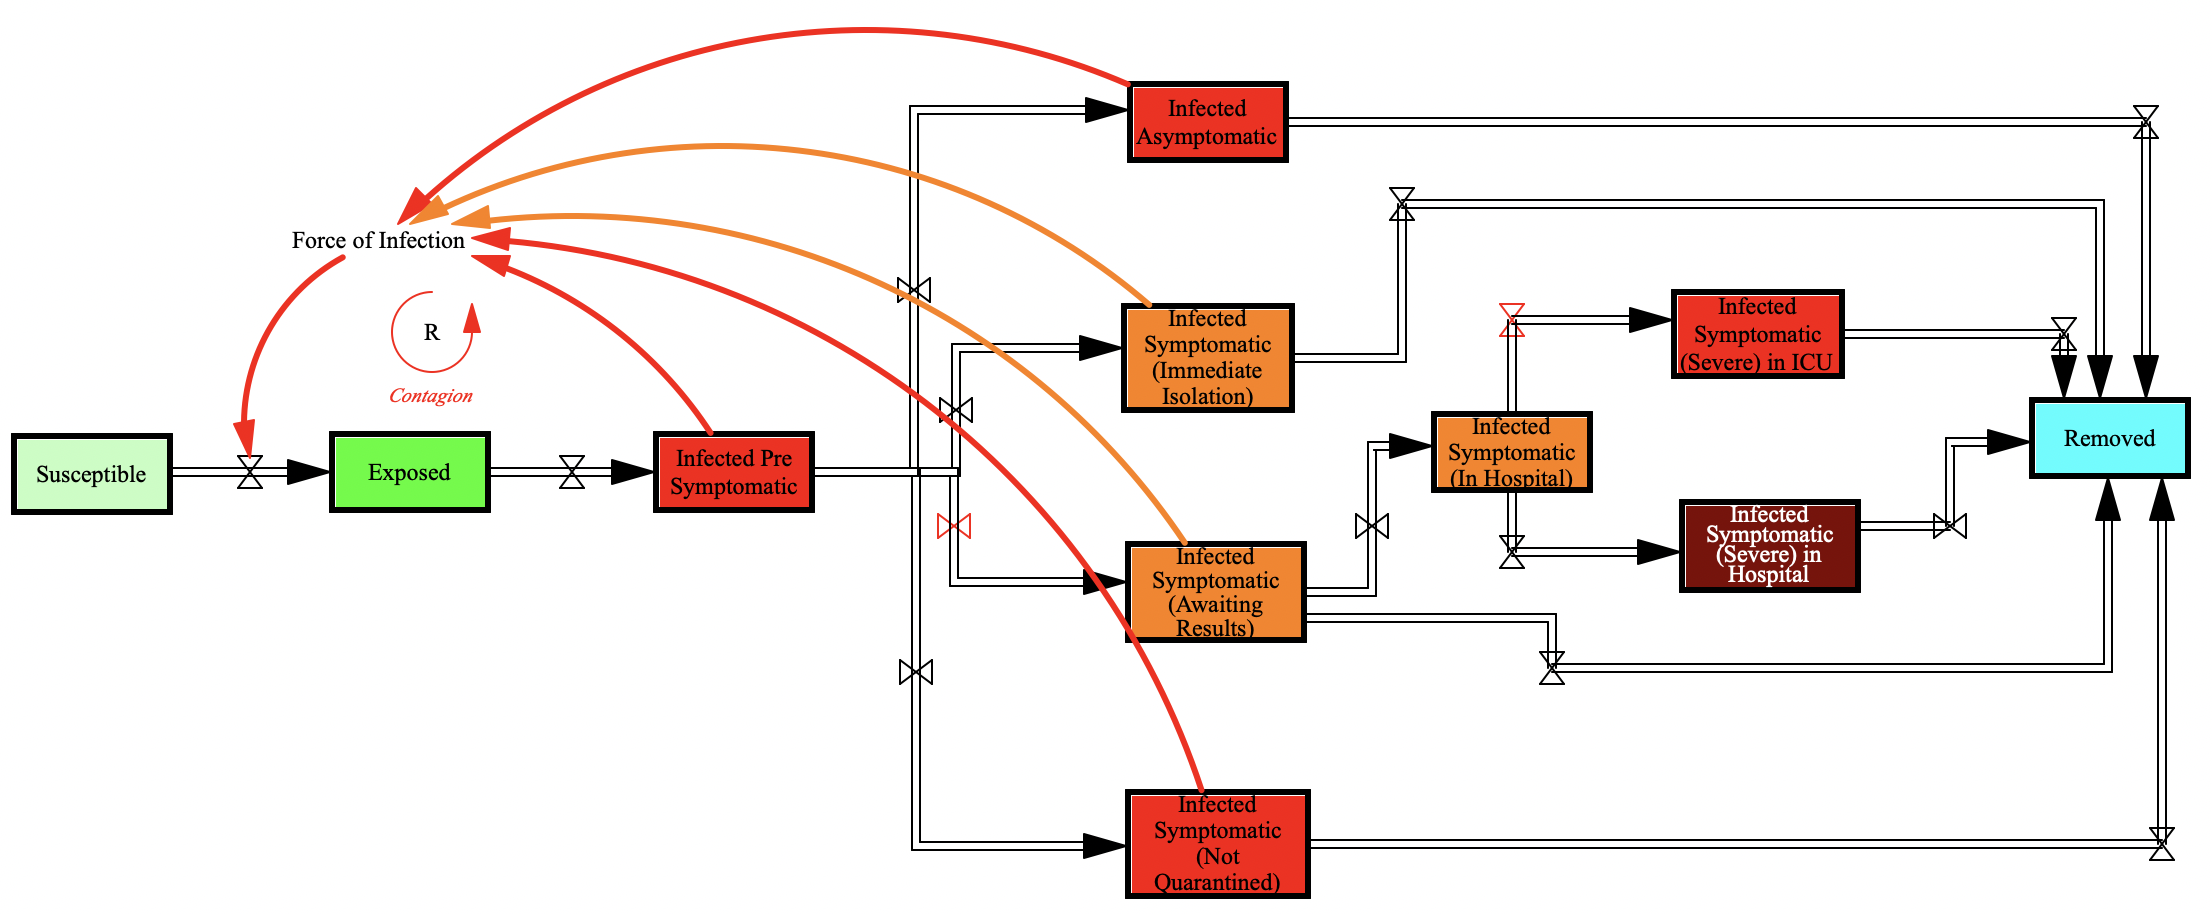 Infected
Asymptomatic
Force of Infection
R
Contagion
Infected
Symptomatic
(Immediate
Isolation)
Infected
Symptomatic
(Severe) in ICU
Susceptible
Exposed
Infected Pre
Symptomatic
Infected
Symptomatic
(In Hospital)
Removed
Infected
Symptomatic
(Severe) in
Hospital
Infected
Symptomatic
(Awaiting
Results)
Infected
Symptomatic
(Not
Quarantined)